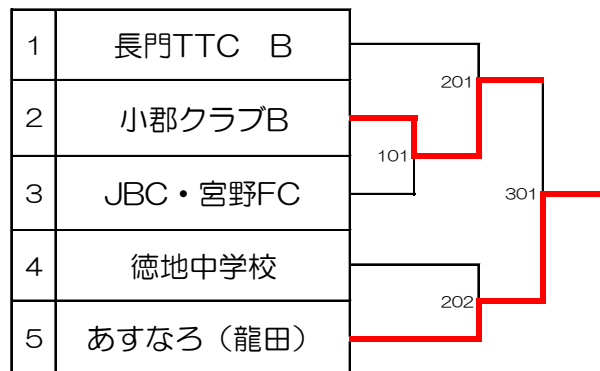 1 長門TTC　B
201
2 小郡クラブB
101
3 JBC・宮野FC
301
4 徳地中学校
202
5 あすなろ（龍田）